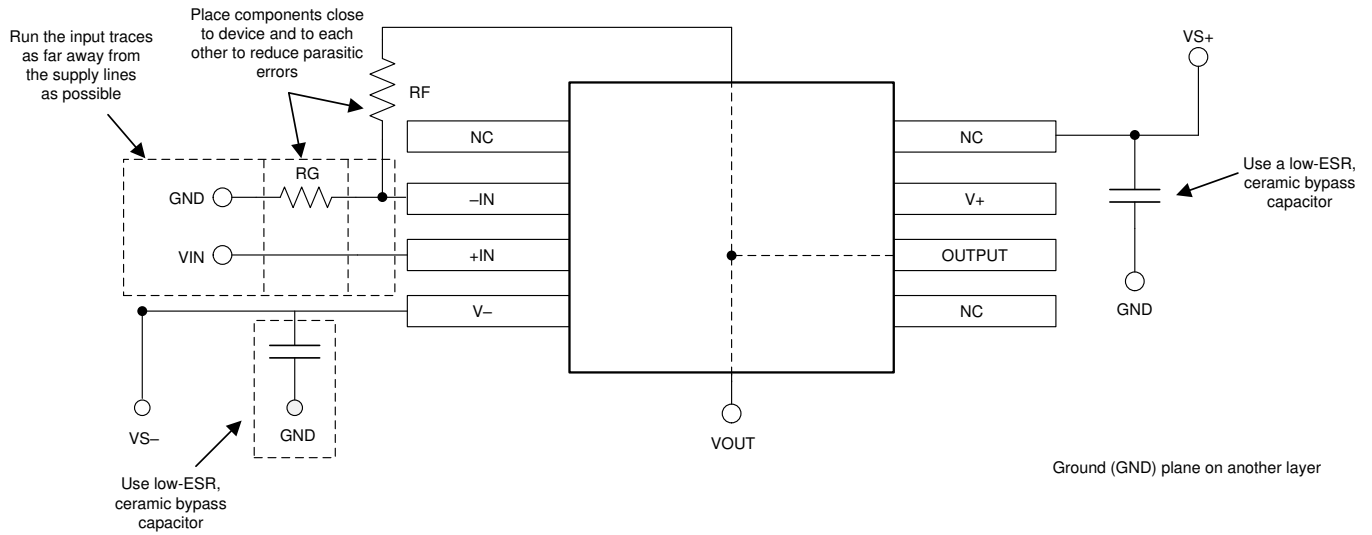 Run the input traces
as far away from
the supply lines
as possible
Place components close
to device and to each
other to reduce parasitic
errors
RF
RG
GND
VIN
NC
–IN
+IN
V–
NC
V+
OUTPUT
NC
VS+
Use a low-ESR,
ceramic bypass
capacitor
GND
VS–
GND
Use low-ESR,
ceramic bypass
capacitor
VOUT
Ground (GND) plane on another layer